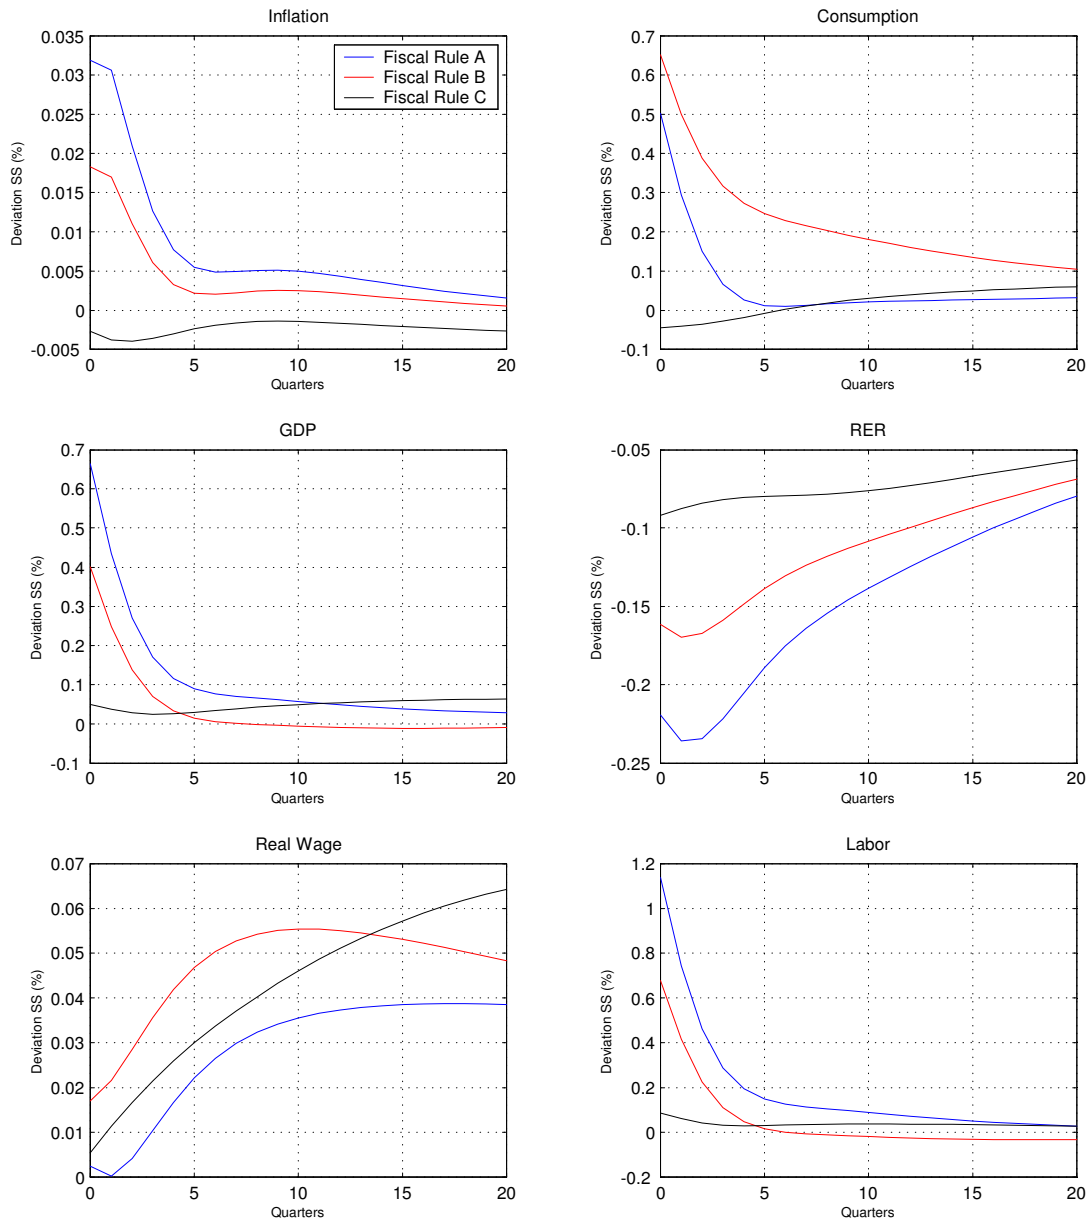 Inflation
0.035
0.03
0.025
0.02
0.015
0.01
0.005
0
-0.005
Deviation SS (%)
Fiscal Rule A
Fiscal Rule B
Fiscal Rule C
0 5 10 15 20
Quarters
Consumption
0.7
0.6
0.5
0.4
0.3
0.2
0.1
0
-0.1
Deviation SS (%)
0 5 10 15 20
Quarters
GDP
0.7
0.6
0.5
0.4
0.3
0.2
0.1
0
-0.1
Deviation SS (%)
0 5 10 15 20
Quarters
RER
-0.05
-0.1
-0.15
-0.2
-0.25
Deviation SS (%)
0 5 10 15 20
Quarters
Real Wage
0.07
0.06
0.05
0.04
0.03
0.02
0.01
0
Deviation SS (%)
0 5 10 15 20
Quarters
Labor
1.2
1
0.8
0.6
0.4
0.2
0
-0.2
Deviation SS (%)
0 5 10 15 20
Quarters